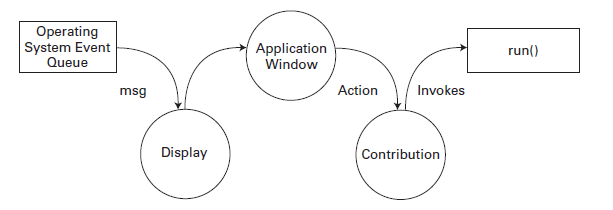 Operating
System Event
Queue
msg
Display
Application
Window
Action
Contribution
Invokes
run()